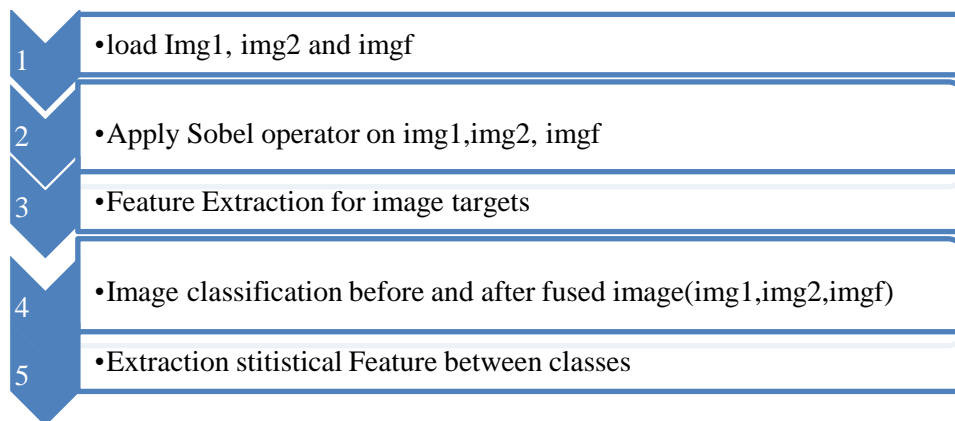 1
•load Img1, img2 and imgf
2
•Apply Sobel operator on img1,img2, imgf
3
•Feature Extraction for image targets
4
•Image classification before and after fused image(img1,img2,imgf)
5
•Extraction stitistical Feature between classes